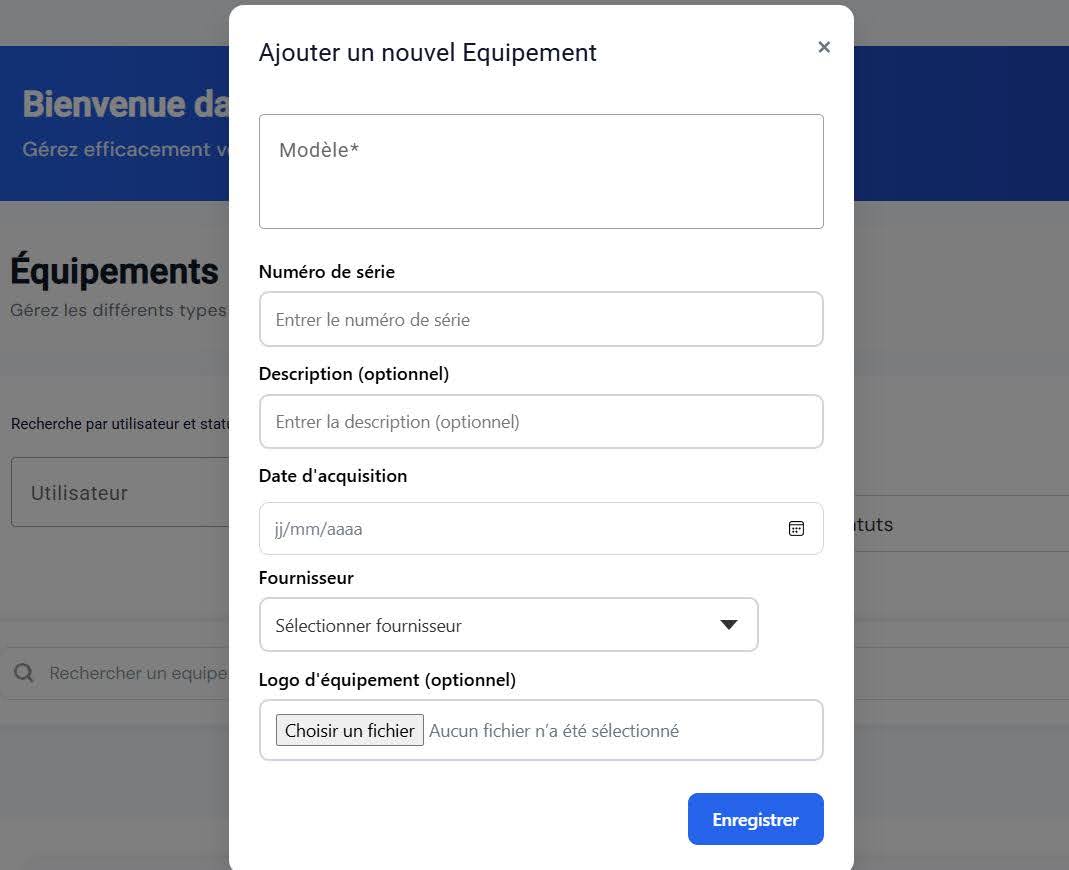 Ajouter un nouvel Equipement
×
Bienvenue da
Gérez efficacement
Modèle*
Équipements
Gérez les différents types
Numéro de série
Entrer le numéro de série
Description (optionnel)
Entrer la description (optionnel)
Recherche par utilisateur et statu
Utilisateur
Date d'acquisition
jj/mm/aaaa
tuts
Fournisseur
Sélectionner fournisseur
Rechercher un equipe
Logo d'équipement (optionnel)
Choisir un fichier Aucun fichier n'a été sélectionné
Enregistrer